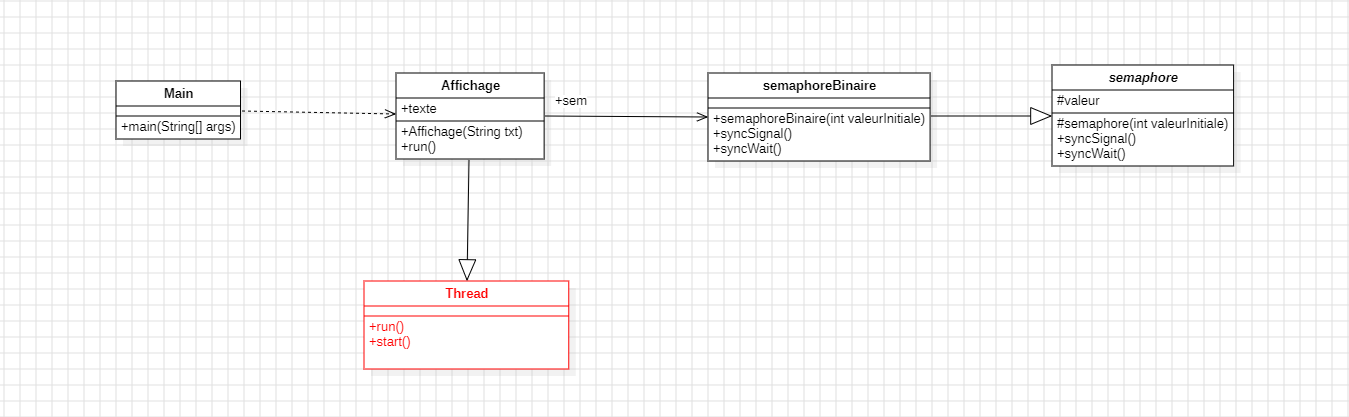 Main
+main(String[] args)
Affichage
+texte
+Affichage(String txt)
+run()
+sem
semaphoreBinaire
+semaphoreBinaire(int valeurInitiale)
+syncSignal()
+syncWait()
semaphore
#valeur
#semaphore(int valeurInitiale)
+syncSignal()
+syncWait()
Thread
+run()
+start()